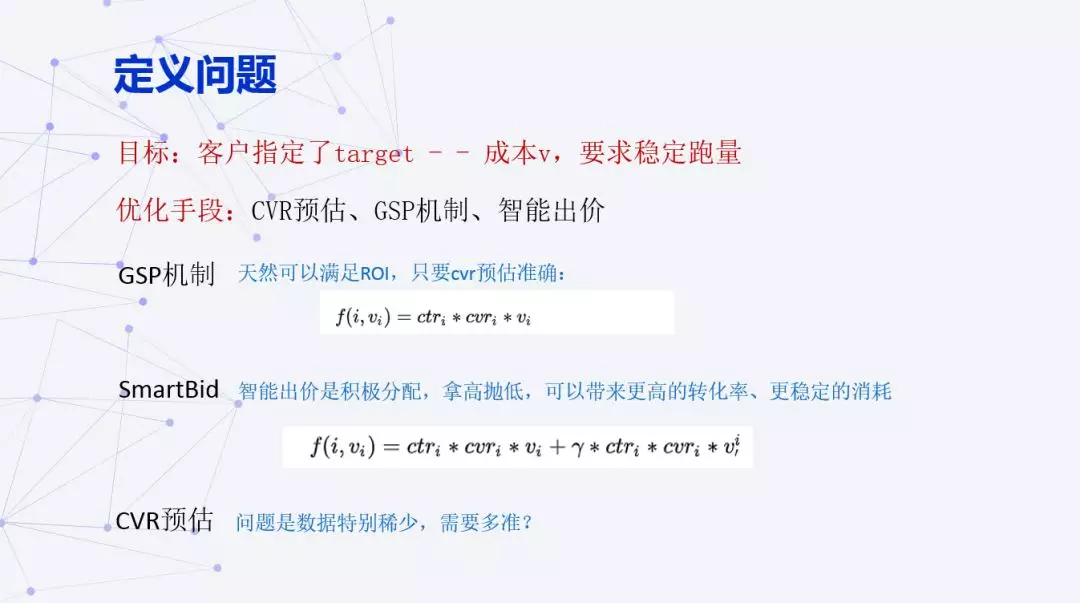 定义问题
目标：客户指定了target - - 成本v，要求稳定跑量
优化手段：CVR预估、GSP机制、智能出价
GSP机制 天然可以满足ROI，只要cvr预估准确：
f(i, v_i) = ctr_i * cvr_i * v_i
SmartBid 智能出价是积极分配，拿高抛低，可以带来更高的转化率、更稳定的消耗
f(i, v_i) = ctr_i * cvr_i * v_i + γ * ctr_i * cvr_i * v_{\prime}^{i}
CVR预估 问题是数据特别稀少，需要多准？